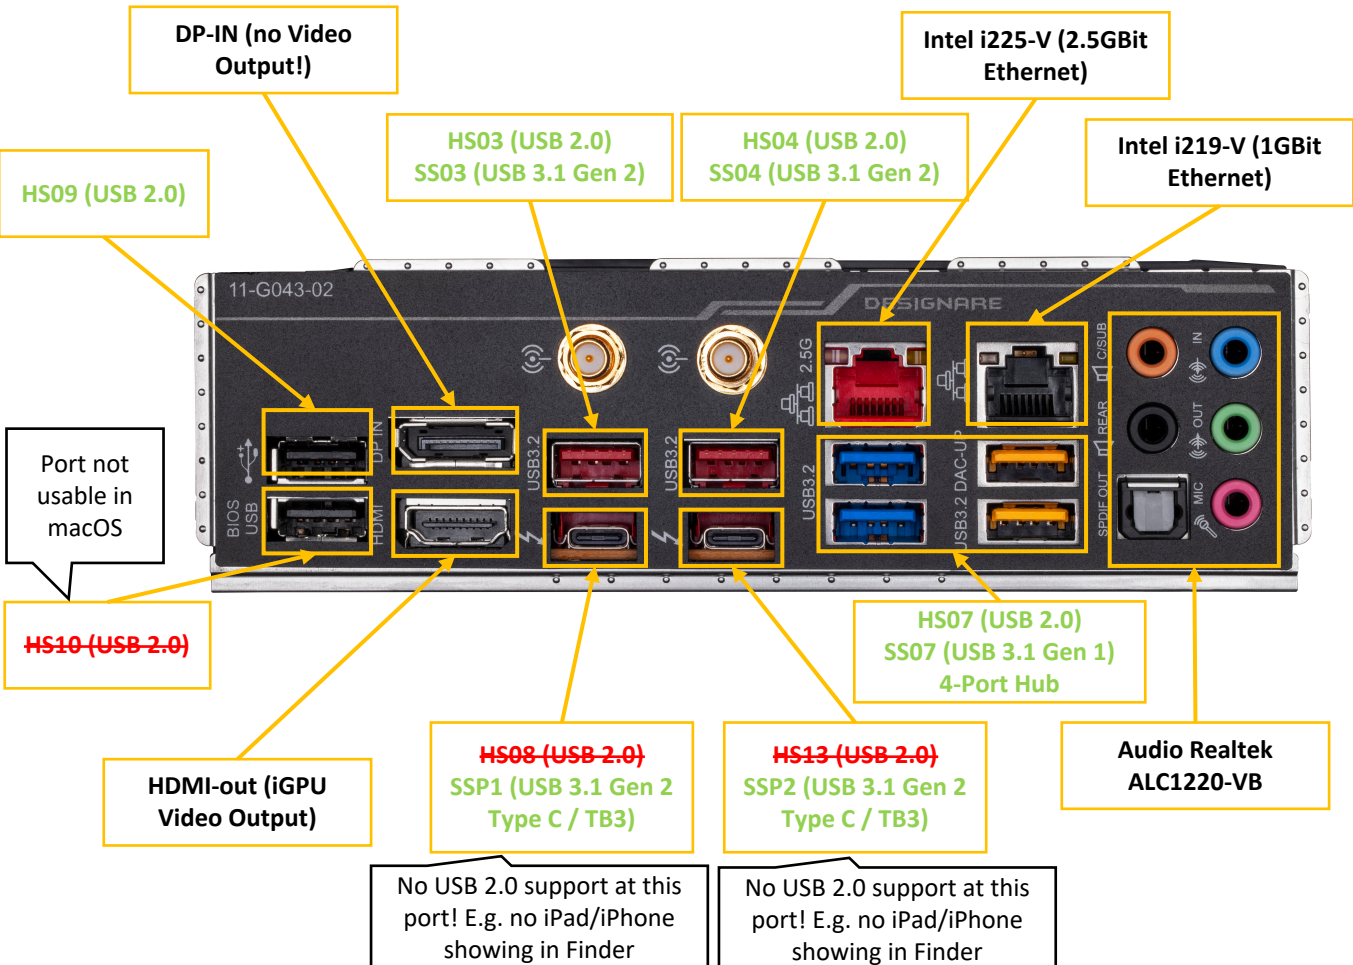 DP-IN (no Video
Output!)
Intel i225-V (2.5GBit
Ethernet)
HS03 (USB 2.0)
SS03 (USB 3.1 Gen 2)
HS04 (USB 2.0)
SS04 (USB 3.1 Gen 2)
Intel i219-V (1GBit
Ethernet)
HS09 (USB 2.0)
11-G043-02
DESIGNARE
2.5G
C/SUB
IN
REAR
OUT
SPDIF OUT
MIC
DP IN
HDMI
BIOS
USB
USB3.2
USB3.2
USB3.2
USB3.2 DAC-UP
Port not
usable in
macOS
HS10 (USB 2.0)
HS07 (USB 2.0)
SS07 (USB 3.1 Gen 1)
4-Port Hub
HDMI-out (iGPU
Video Output)
HS08 (USB 2.0)
SSP1 (USB 3.1 Gen 2
Type C / TB3)
HS13 (USB 2.0)
SSP2 (USB 3.1 Gen 2
Type C / TB3)
Audio Realtek
ALC1220-VB
No USB 2.0 support at this
port! E.g. no iPad/iPhone
showing in Finder
No USB 2.0 support at this
port! E.g. no iPad/iPhone
showing in Finder